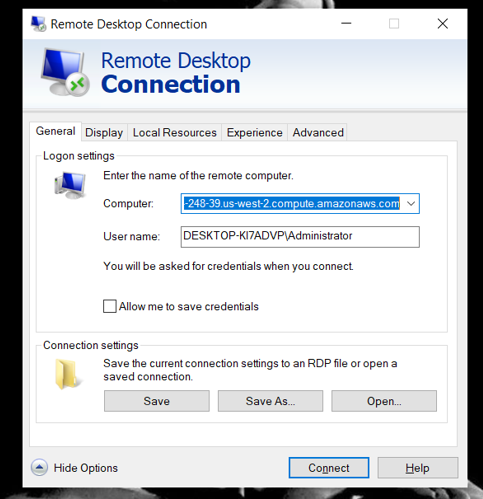 Remote Desktop Connection
Remote Desktop
Connection
General
Display
Local Resources
Experience
Advanced
Logon settings
Enter the name of the remote computer.
Computer:
-248-39.us-west-2.compute.amazonaws.com
User name:
DESKTOP-KI7ADVP\Administrator
You will be asked for credentials when you connect.
Allow me to save credentials
Connection settings
Save the current connection settings to an RDP file or open a
saved connection.
Save
Save As...
Open...
Hide Options
Connect
Help